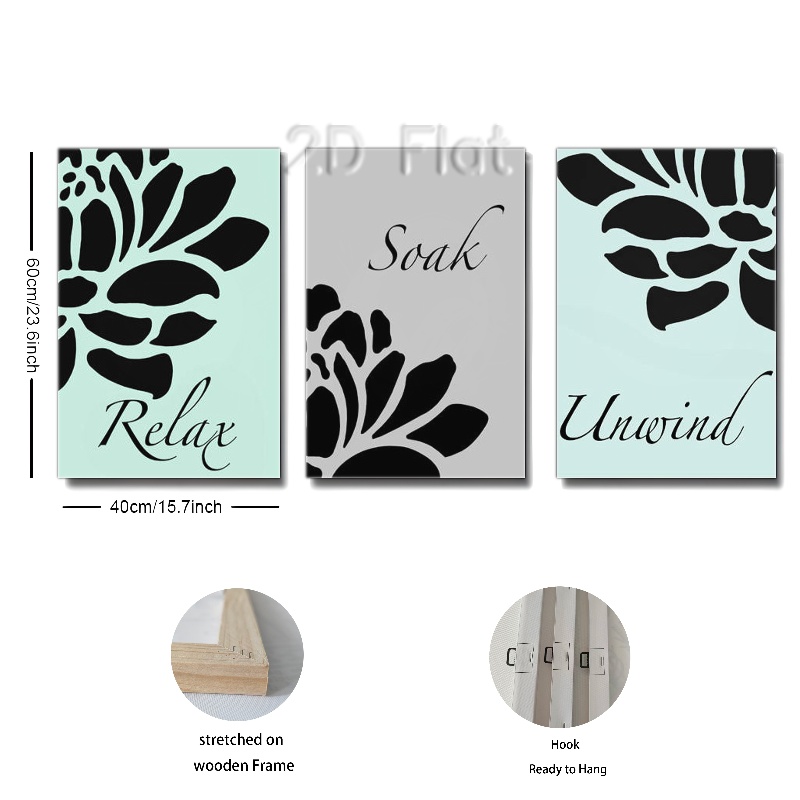 2D Flat
Relax
Soak
Unwind
60cm/23.6inch
40cm/15.7inch
stretched on
wooden Frame
Hook
Ready to Hang